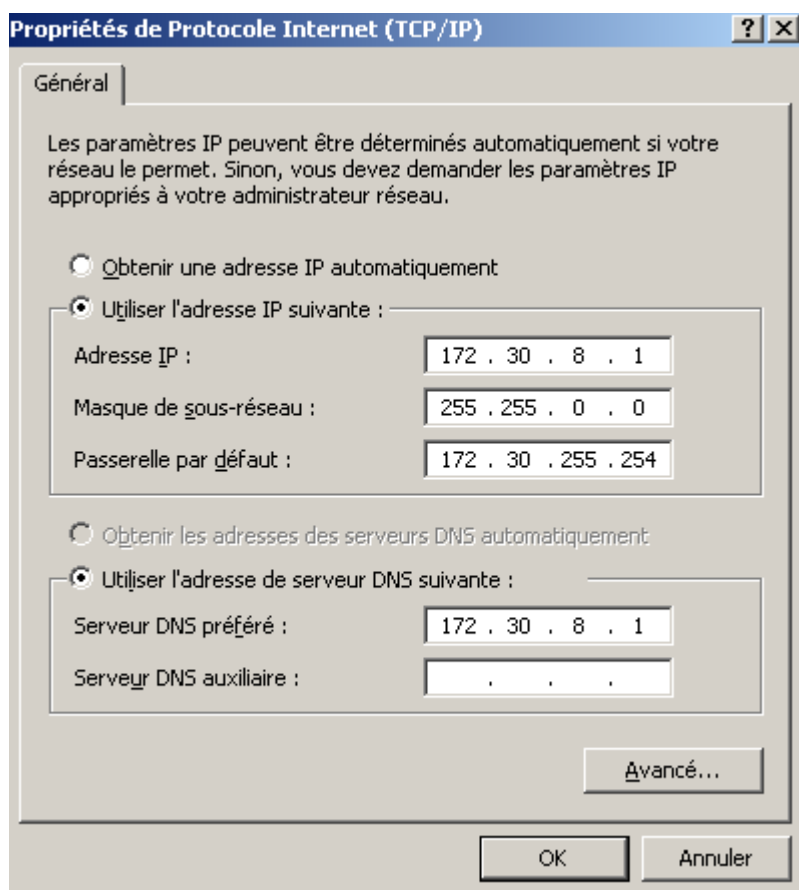 Propriétés de Protocole Internet (TCP/IP)
Général
Les paramètres IP peuvent être déterminés automatiquement si votre
réseau le permet. Sinon, vous devez demander les paramètres IP
appropriés à votre administrateur réseau.
Obtenir une adresse IP automatiquement
Utiliser l'adresse IP suivante :
Adresse IP : 172 . 30 . 8 . 1
Masque de sous-réseau : 255 . 255 . 0 . 0
Passerelle par défaut : 172 . 30 . 255 . 254
Obtenir les adresses des serveurs DNS automatiquement
Utiliser l'adresse de serveur DNS suivante :
Serveur DNS préféré : 172 . 30 . 8 . 1
Serveur DNS auxiliaire : . . .
Avancé...
OK Annuler